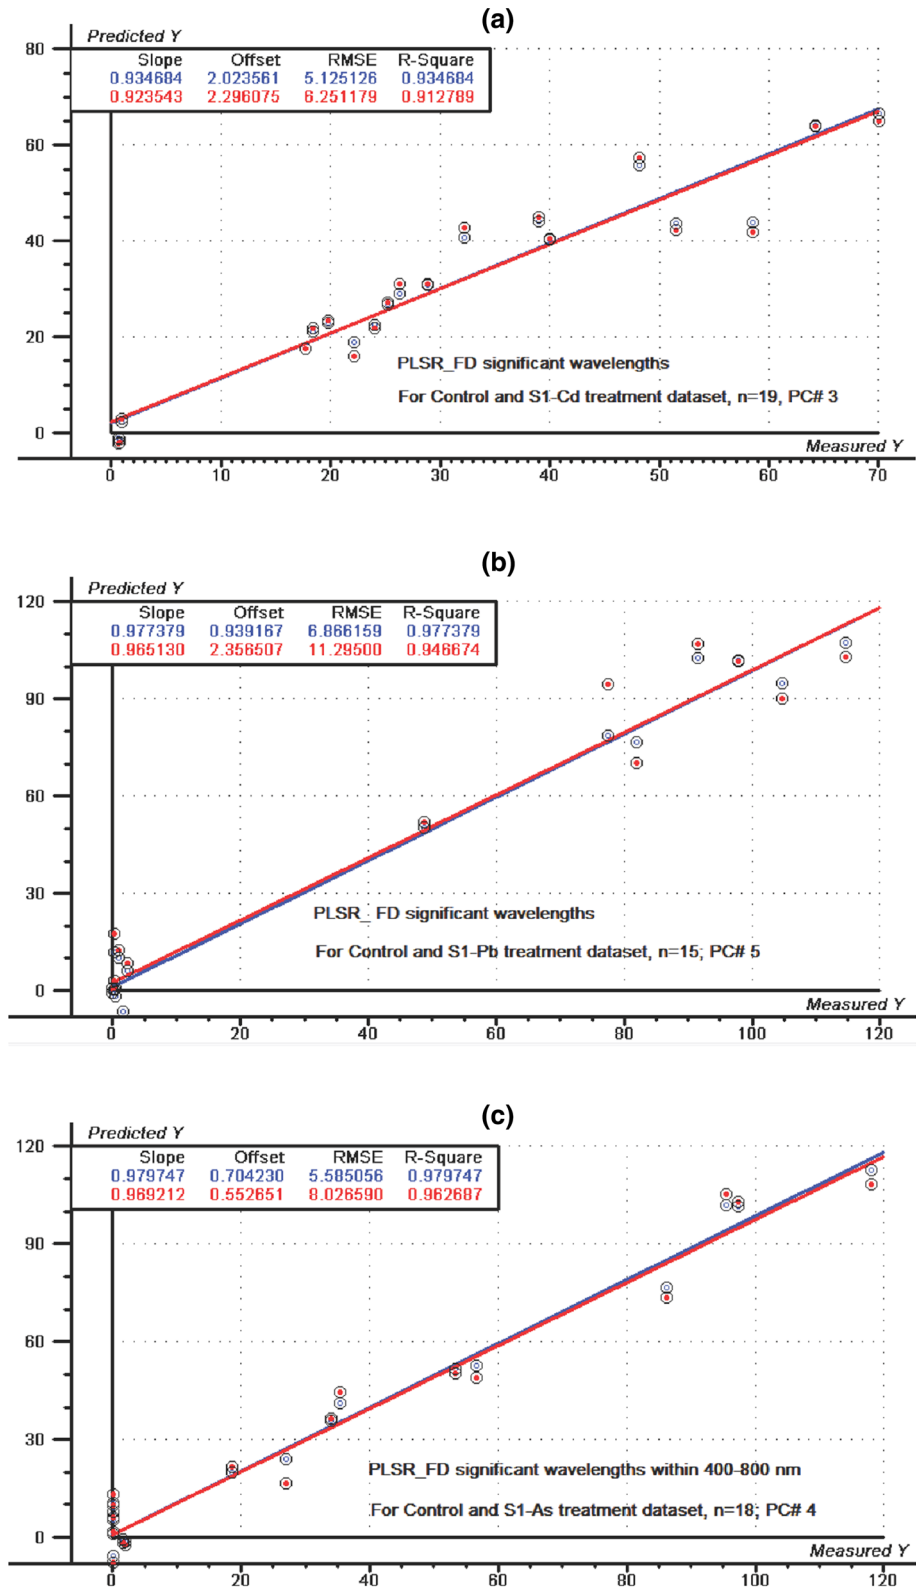 (a)
Predicted Y
Slope Offset RMSE R-Square
0.934684 2.023561 5.125126 0.934684
0.923543 2.296075 6.251179 0.912789
80
60
40
20
0
PLSR_FD significant wavelengths
For Control and S1-Cd treatment dataset, n=19, PC# 3
Measured Y
0 10 20 30 40 50 60 70
(b)
Predicted Y
Slope Offset RMSE R-Square
0.977379 0.939167 6.866159 0.977379
0.965130 2.356507 11.29500 0.946674
120
90
60
30
0
PLSR_ FD significant wavelengths
For Control and S1-Pb treatment dataset, n=15; PC# 5
Measured Y
0 20 40 60 80 100 120
(c)
Predicted Y
Slope Offset RMSE R-Square
0.979747 0.704230 5.585056 0.979747
0.969212 0.552651 8.026590 0.962687
120
90
60
30
0
PLSR_FD significant wavelengths within 400-800 nm
For Control and S1-As treatment dataset, n=18; PC# 4
Measured Y
0 20 40 60 80 100 120